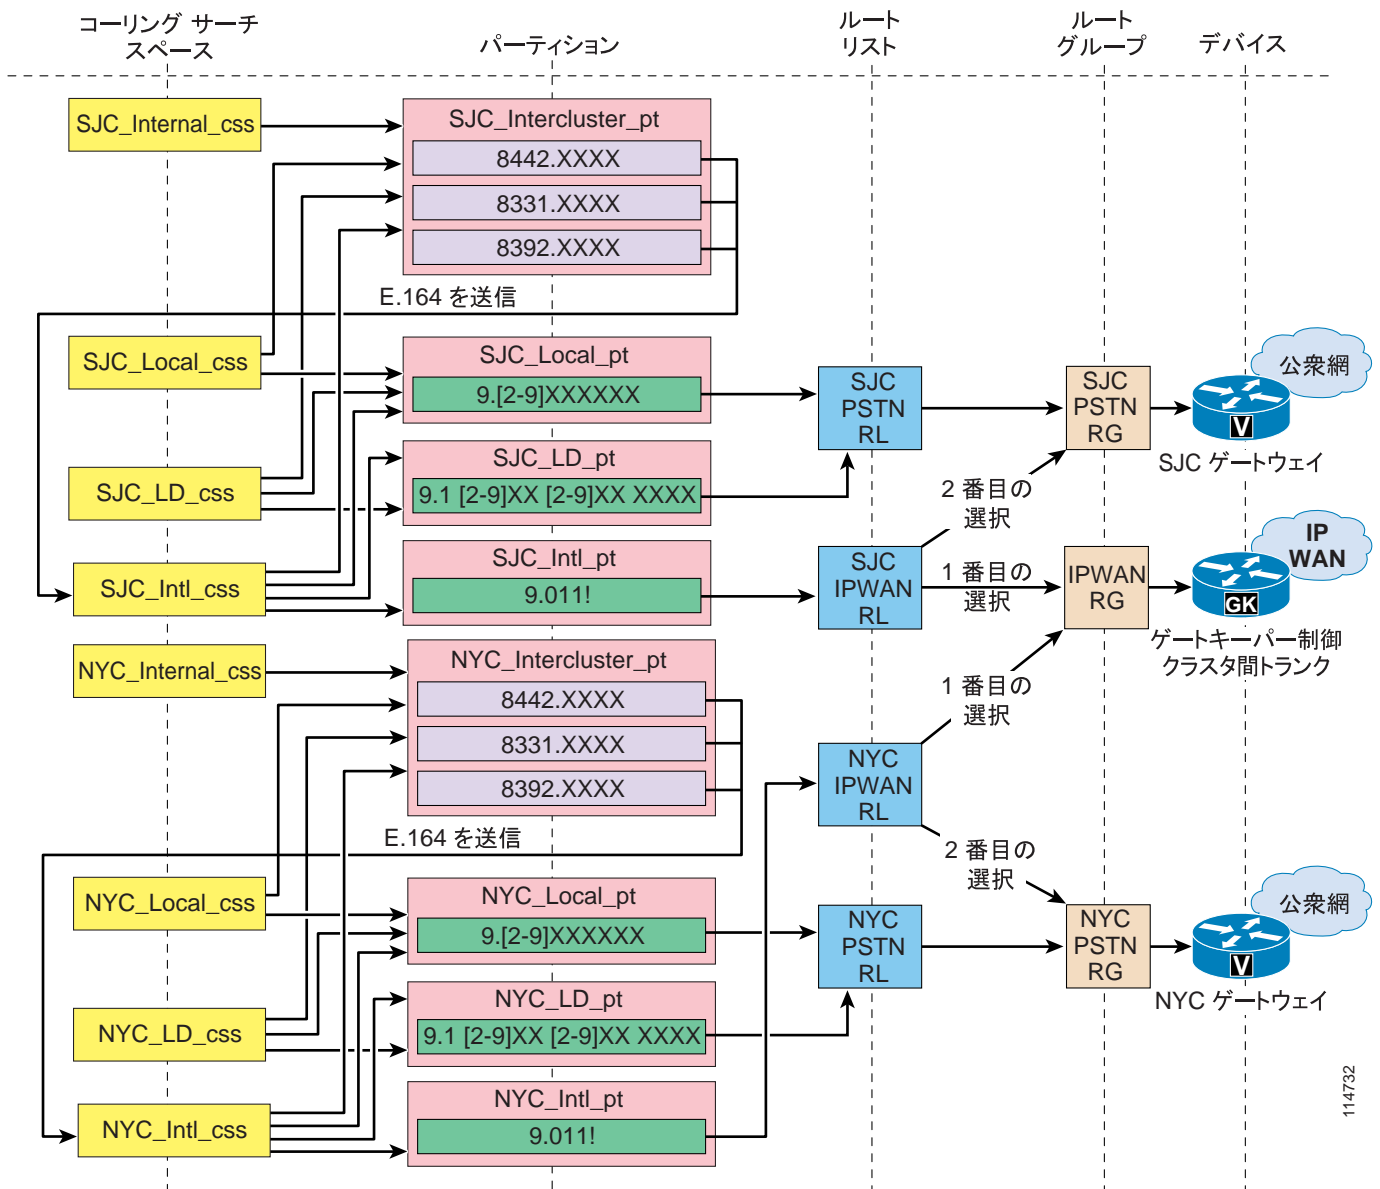 コーリング サーチ
スペース
パーティション
ルート
リスト
ルート
グループ
デバイス
SJC_Internal_css
SJC_Intercluster_pt
8442.XXXX
8331.XXXX
8392.XXXX
E.164 を送信
SJC_Local_css
SJC_Local_pt
9.[2-9]XXXXXX
SJC
PSTN
RL
SJC
PSTN
RG
公衆網
V
SJC ゲートウェイ
SJC_LD_css
SJC_LD_pt
9.1 [2-9]XX [2-9]XX XXXX
2 番目の
選択
SJC_Intl_css
SJC_Intl_pt
9.011!
SJC
IPWAN
RL
1 番目の
選択
IPWAN
RG
IP
WAN
GK
ゲートキーパー制御
クラスタ間トランク
NYC_Internal_css
NYC_Intercluster_pt
8442.XXXX
8331.XXXX
8392.XXXX
E.164 を送信
1 番目の
選択
NYC
IPWAN
RL
2 番目の
選択
NYC_Local_css
NYC_Local_pt
9.[2-9]XXXXXX
NYC
PSTN
RL
NYC
PSTN
RG
公衆網
V
NYC ゲートウェイ
NYC_LD_css
NYC_LD_pt
9.1 [2-9]XX [2-9]XX XXXX
NYC_Intl_css
NYC_Intl_pt
9.011!
114732